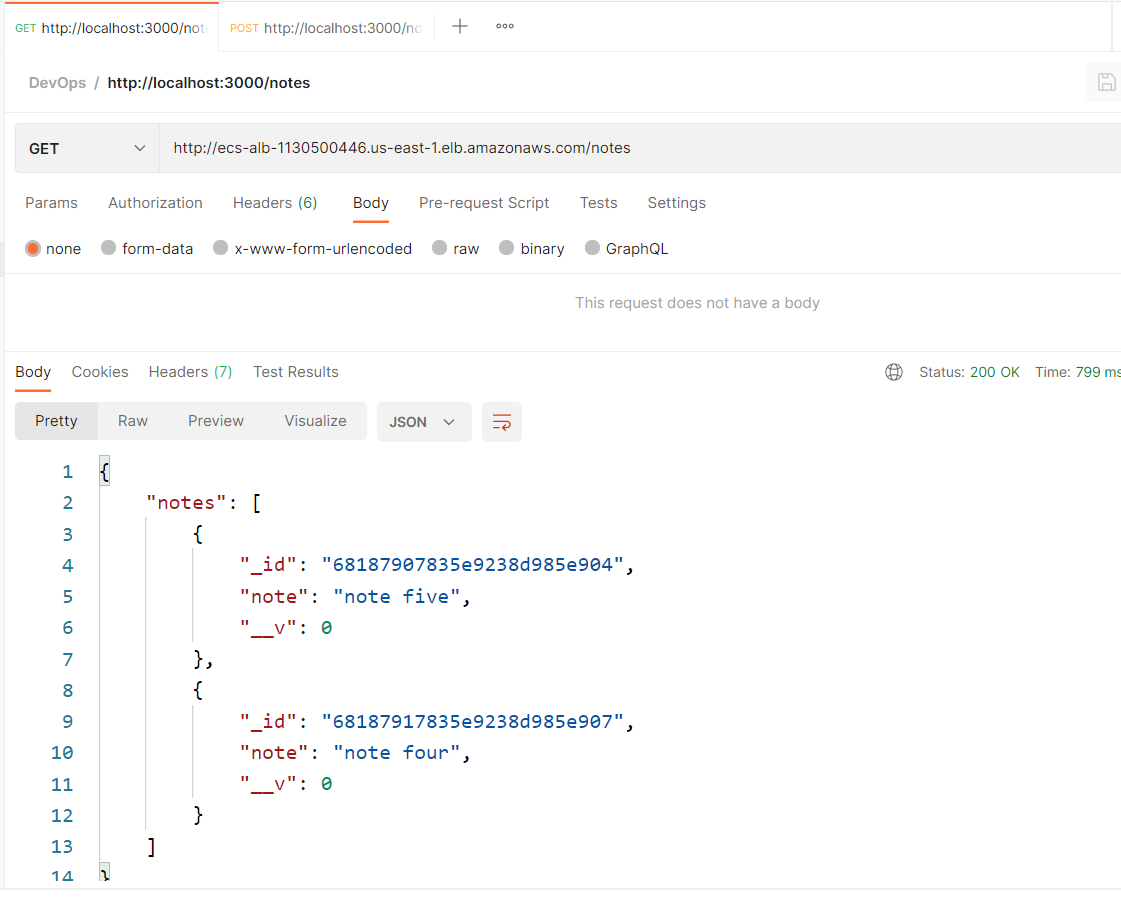 GET http://localhost:3000/not POST http://localhost:3000/no
DevOps / http://localhost:3000/notes
GET http://ecs-alb-1130500446.us-east-1.elb.amazonaws.com/notes
Params Authorization Headers (6) Body Pre-request Script Tests Settings
none form-data x-www-form-urlencoded raw binary GraphQL
This request does not have a body
Body Cookies Headers (7) Test Results Status: 200 OK Time: 799 ms
Pretty Raw Preview Visualize JSON
1 {
2 "notes": [
3 {
4 "_id": "68187907835e9238d985e904",
5 "note": "note five",
6 "__v": 0
7 },
8 {
9 "_id": "68187917835e9238d985e907",
10 "note": "note four",
11 "__v": 0
12 }
13 ]
14 }